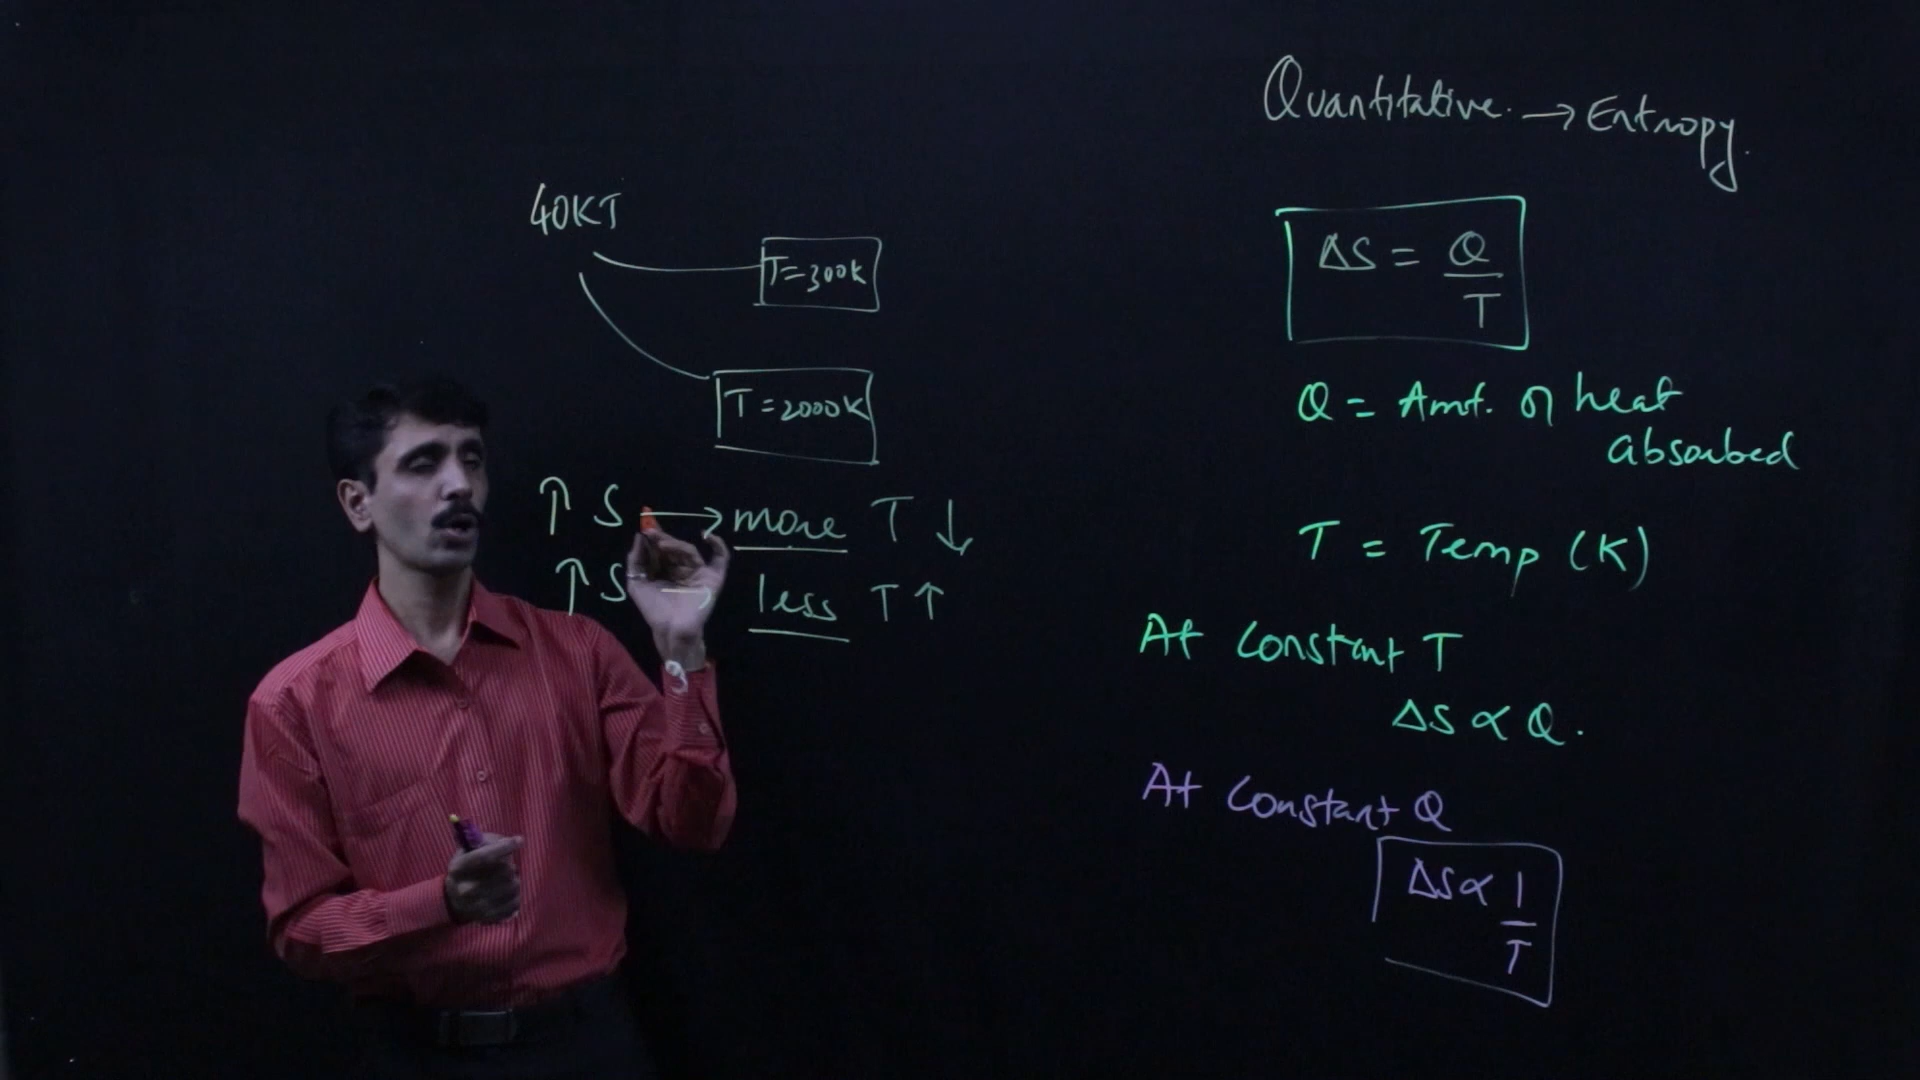 Quantitative. → Entropy.
40KJ
T=300K
T=2000K
↑ S → more T ↓
↑ S → less T ↑
ΔS = Q/T
Q = Amt. of heat
absorbed
T = Temp (K)
At Constant T
ΔS ∝ Q.
At Constant Q
ΔS ∝ 1/T